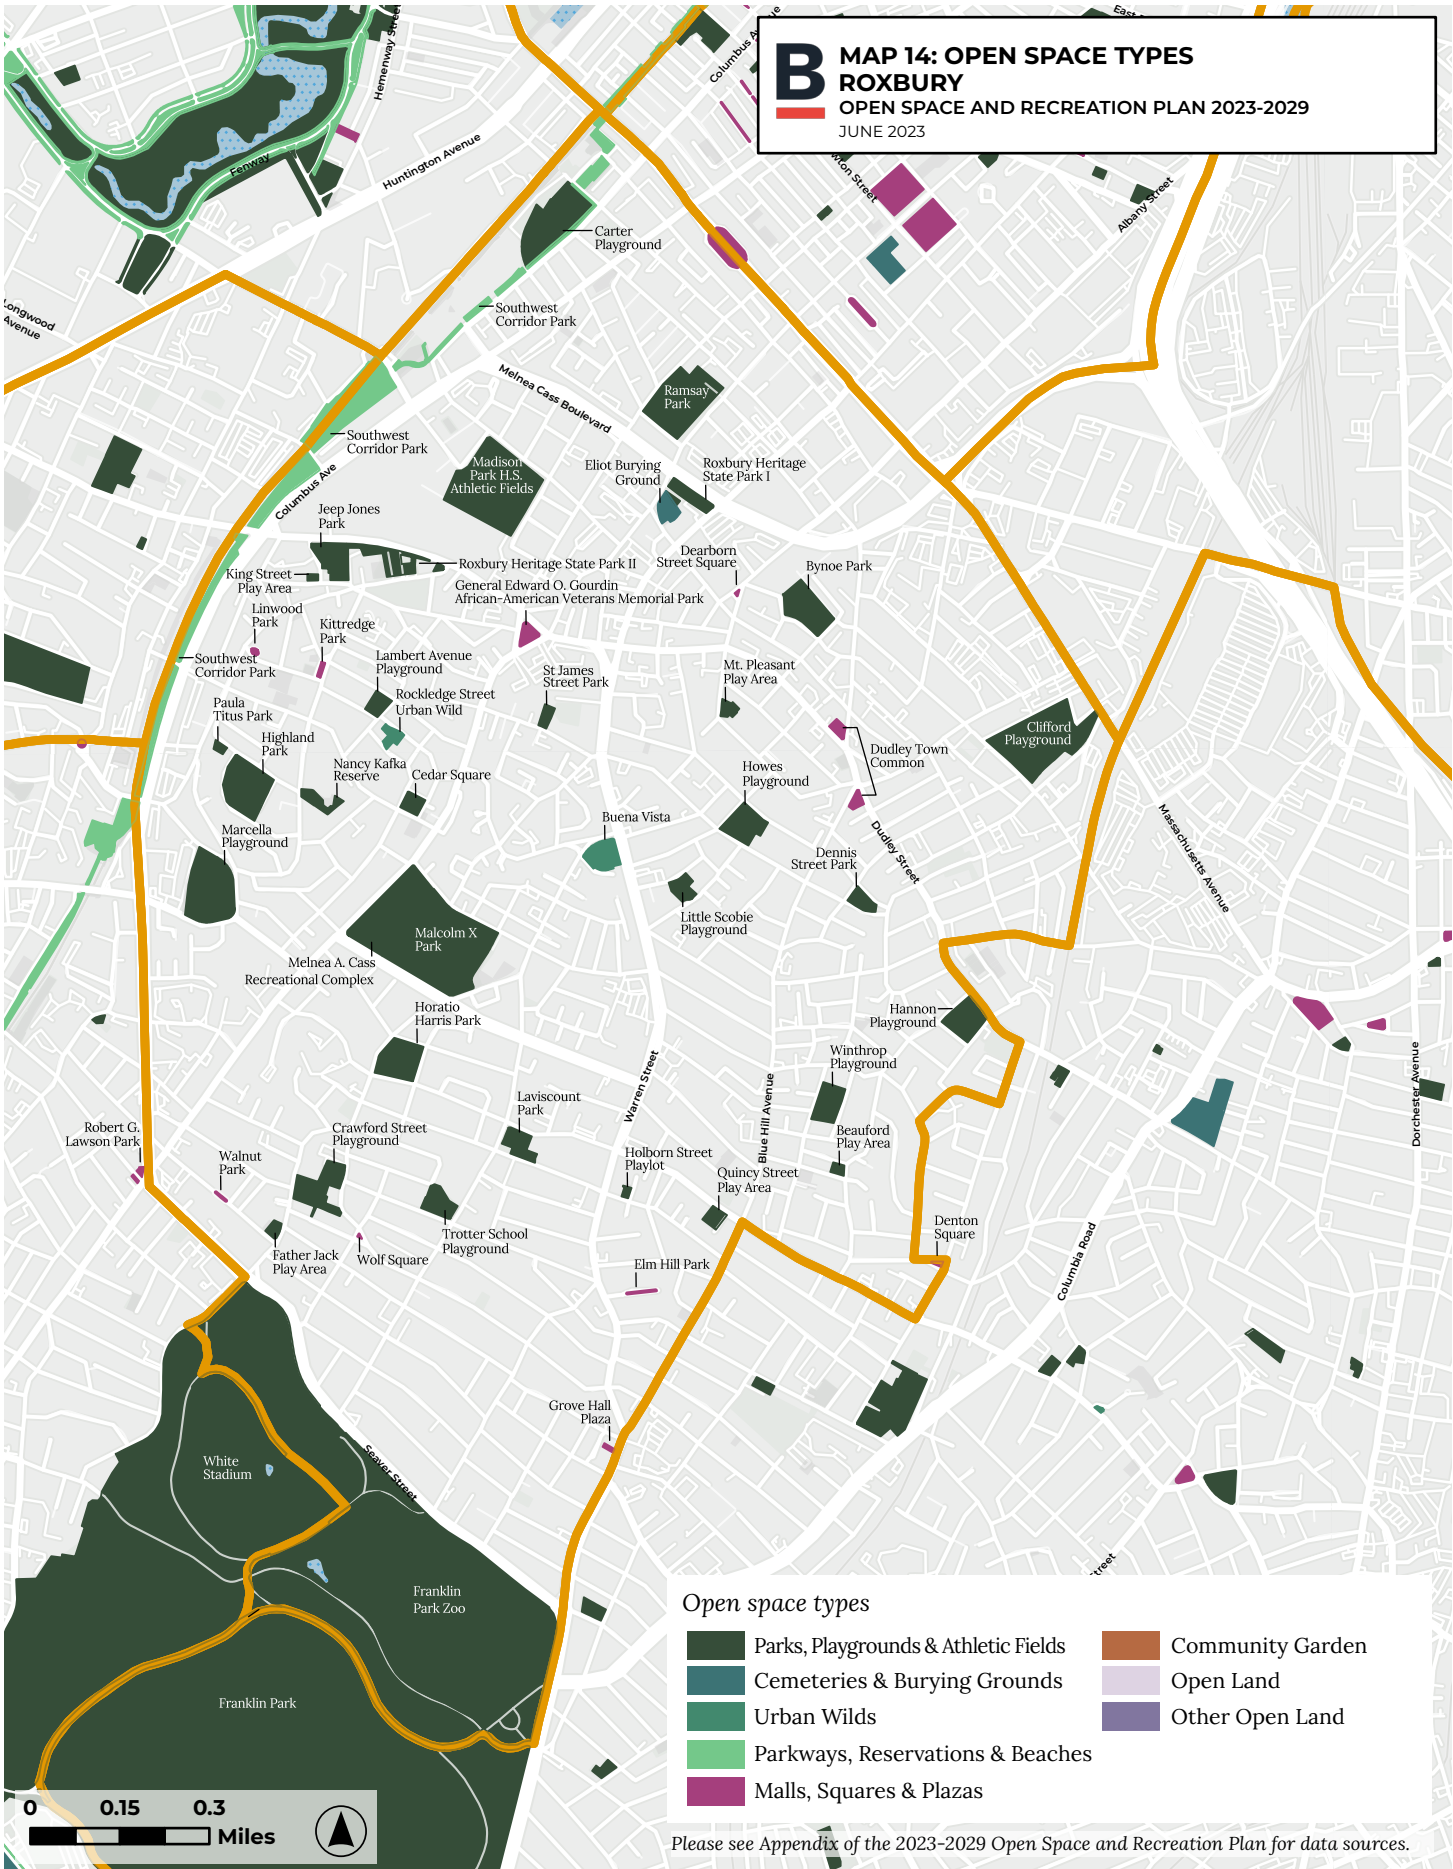 B
MAP 14: OPEN SPACE TYPES
ROXBURY
OPEN SPACE AND RECREATION PLAN 2023-2029
JUNE 2023
Hemenway Street
Columbus Avenue
East
Huntington Avenue
Fenway
Albany Street
Longwood
Avenue
Carter
Playground
Southwest
Corridor Park
Melnea Cass Boulevard
Ramsay
Park
Southwest
Corridor Park
Columbus Ave
Madison
Park H.S.
Athletic Fields
Eliot Burying
Ground
Roxbury Heritage
State Park I
Jeep Jones
Park
King Street
Play Area
Roxbury Heritage State Park II
General Edward O. Gourdin
African-American Veterans Memorial Park
Dearborn
Street Square
Bynoe Park
Linwood
Park
Kittredge
Park
Southwest
Corridor Park
Lambert Avenue
Playground
Rockledge Street
Urban Wild
St James
Street Park
Mt. Pleasant
Play Area
Paula
Titus Park
Highland
Park
Nancy Kafka
Reserve
Cedar Square
Dudley Town
Common
Clifford
Playground
Howes
Playground
Marcella
Playground
Buena Vista
Dennis
Street Park
Dudley Street
Massachusetts Avenue
Little Scobie
Playground
Malcolm X
Park
Melnea A. Cass
Recreational Complex
Horatio
Harris Park
Hannon
Playground
Winthrop
Playground
Warren Street
Blue Hill Avenue
Dorchester Avenue
Laviscount
Park
Robert G.
Lawson Park
Walnut
Park
Crawford Street
Playground
Holborn Street
Playlot
Quincy Street
Play Area
Beauford
Play Area
Father Jack
Play Area
Wolf Square
Trotter School
Playground
Elm Hill Park
Denton
Square
Columbia Road
Grove Hall
Plaza
Seaver Street
White
Stadium
Franklin
Park Zoo
Franklin Park
Open space types
Parks, Playgrounds & Athletic Fields
Cemeteries & Burying Grounds
Urban Wilds
Parkways, Reservations & Beaches
Malls, Squares & Plazas
Community Garden
Open Land
Other Open Land
0 0.15 0.3
Miles
Please see Appendix of the 2023-2029 Open Space and Recreation Plan for data sources.